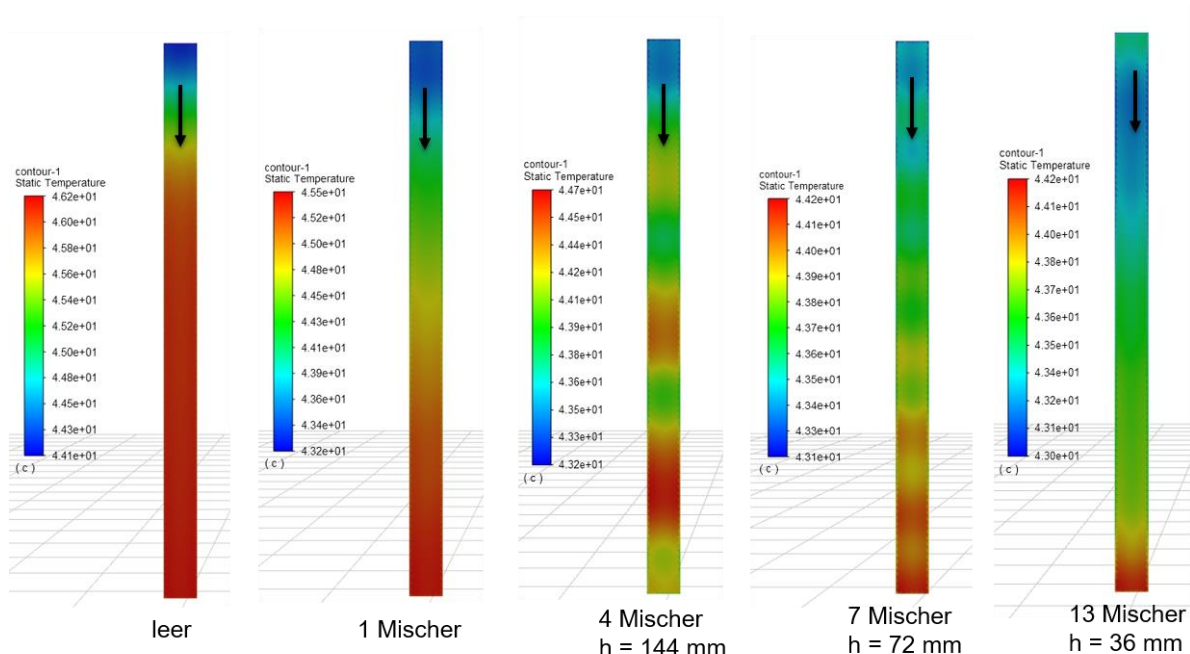 contour-1
Static Temperature
4.62e+01
4.60e+01
4.58e+01
4.56e+01
4.54e+01
4.52e+01
4.50e+01
4.48e+01
4.45e+01
4.43e+01
4.41e+01
( c )
leer
contour-1
Static Temperature
4.55e+01
4.52e+01
4.50e+01
4.48e+01
4.45e+01
4.43e+01
4.41e+01
4.39e+01
4.36e+01
4.34e+01
4.32e+01
( c )
1 Mischer
contour-1
Static Temperature
4.47e+01
4.45e+01
4.44e+01
4.42e+01
4.41e+01
4.39e+01
4.38e+01
4.36e+01
4.35e+01
4.33e+01
4.32e+01
( c )
4 Mischer
h = 144 mm
contour-1
Static Temperature
4.42e+01
4.41e+01
4.40e+01
4.39e+01
4.38e+01
4.37e+01
4.36e+01
4.35e+01
4.34e+01
4.33e+01
4.31e+01
( c )
7 Mischer
h = 72 mm
contour-1
Static Temperature
4.42e+01
4.41e+01
4.40e+01
4.38e+01
4.37e+01
4.36e+01
4.35e+01
4.34e+01
4.32e+01
4.31e+01
4.30e+01
( c )
13 Mischer
h = 36 mm